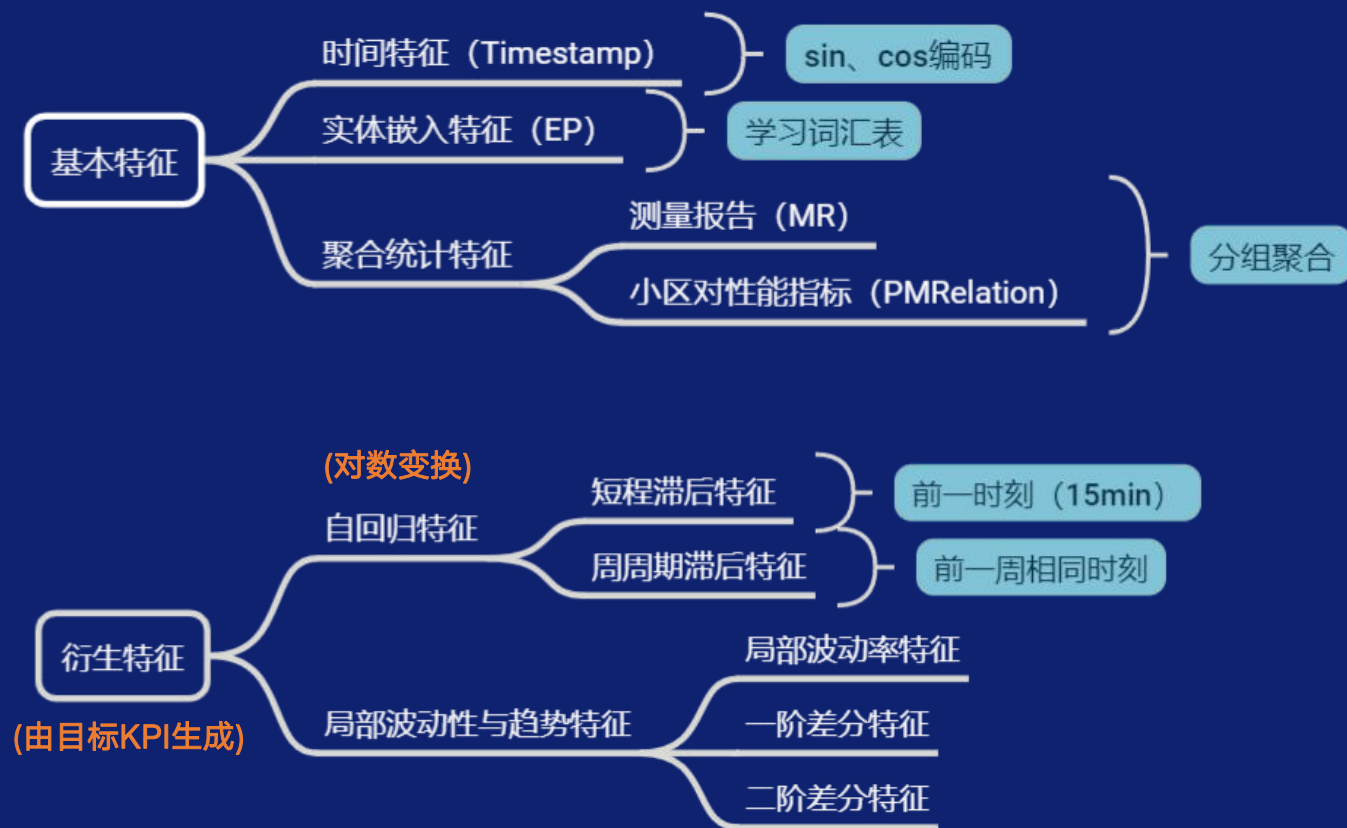 时间特征（Timestamp）
sin、cos编码
实体嵌入特征（EP）
学习词汇表
基本特征
测量报告（MR）
聚合统计特征
分组聚合
小区对性能指标（PMRelation）
(对数变换)
短程滞后特征
前一时刻（15min）
自回归特征
周周期滞后特征
前一周相同时刻
衍生特征
局部波动率特征
(由目标KPI生成)
局部波动性与趋势特征
一阶差分特征
二阶差分特征